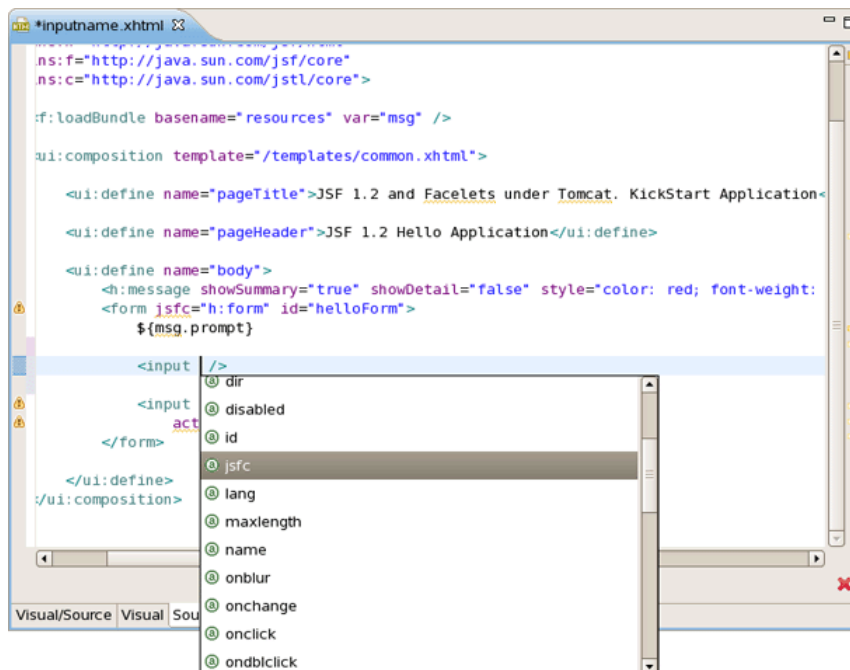 *inputname.xhtml
ns:f="http://java.sun.com/jsf/core"
ns:c="http://java.sun.com/jstl/core">
f:loadBundle basename="resources" var="msg" />
ui:composition template="/templates/common.xhtml">
<ui:define name="pageTitle">JSF 1.2 and Facelets under Tomcat. KickStart Application<
<ui:define name="pageHeader">JSF 1.2 Hello Application</ui:define>
<ui:define name="body">
<h:message showSummary="true" showDetail="false" style="color: red; font-weight:
<form jsfc="h:form" id="helloForm">
${msg.prompt}
<input />
dir
disabled
<input
act
id
</form>
jsfc
</ui:define>
lang
/ui:composition>
maxlength
name
onblur
onchange
onclick
ondblclick
Visual/Source Visual Sou